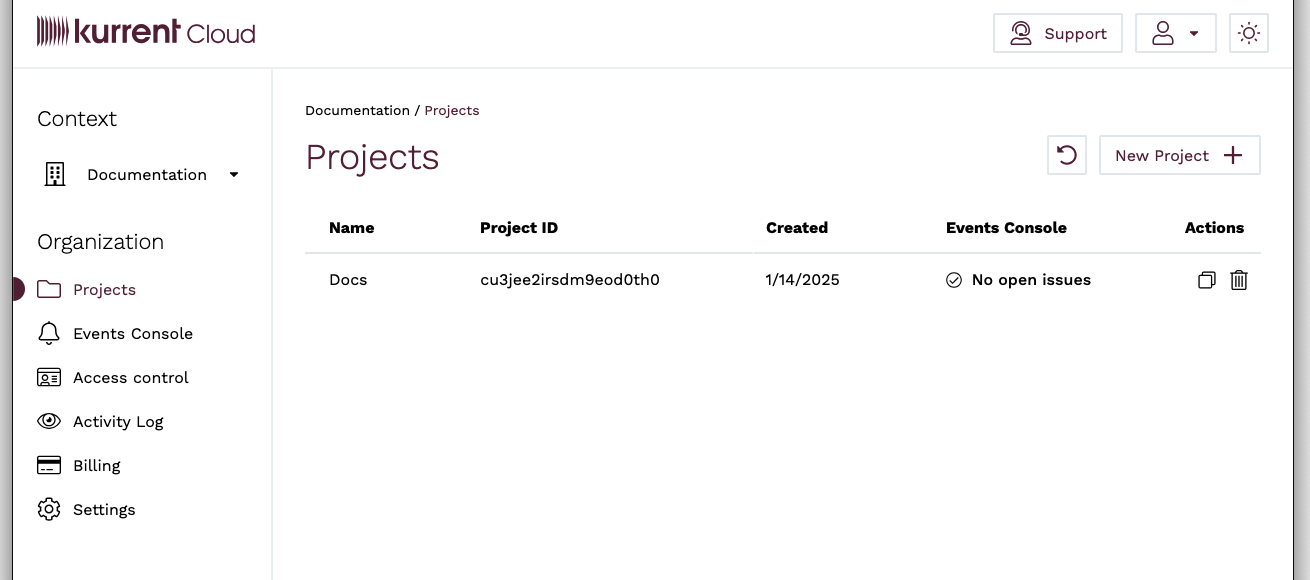 kurrent Cloud
Support
Context
Documentation
Organization
Projects
Events Console
Access control
Activity Log
Billing
Settings
Documentation / Projects
Projects
New Project
Name Project ID Created Events Console Actions
Docs cu3jee2irsdm9eod0th0 1/14/2025 No open issues